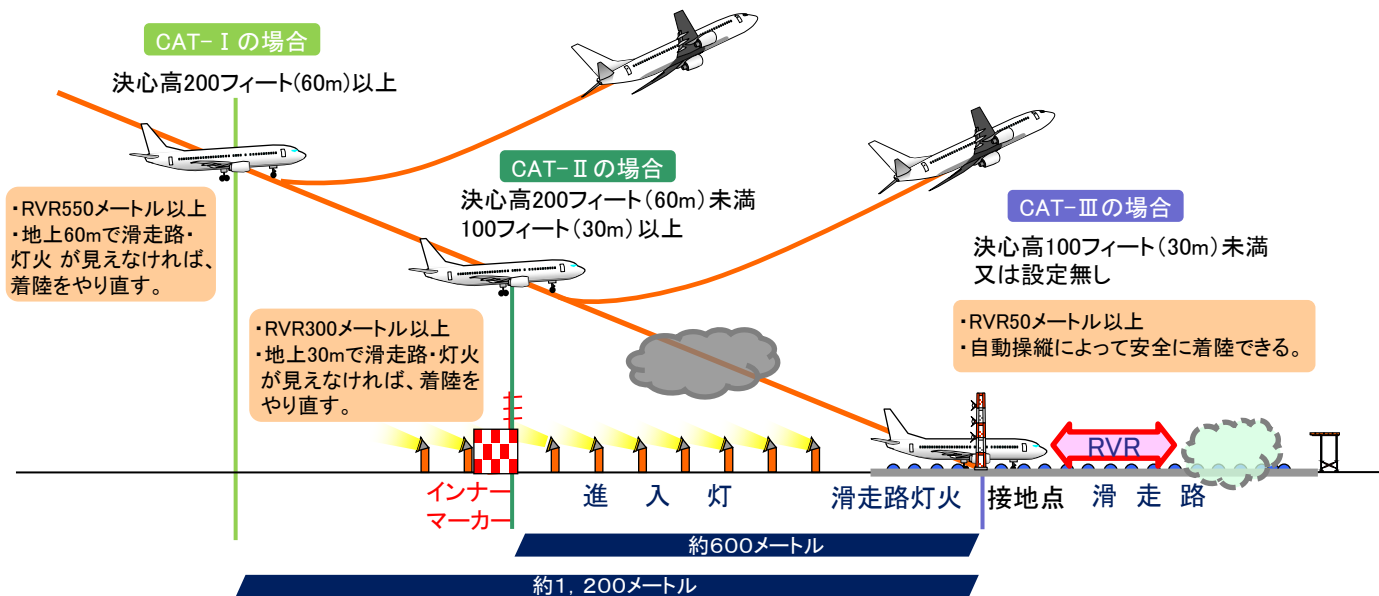 CAT-Ⅰの場合
決心高200フィート(60m)以上
・RVR550メートル以上
・地上60mで滑走路・
灯火 が見えなければ、
着陸をやり直す。
CAT-Ⅱの場合
決心高200フィート(60m)未満
100フィート(30m)以上
・RVR300メートル以上
・地上30mで滑走路・灯火
が見えなければ、着陸を
やり直す。
CAT-Ⅲの場合
決心高100フィート(30m)未満
又は設定無し
・RVR50メートル以上
・自動操縦によって安全に着陸できる。
RVR
インナー
マーカー
進 入 灯
滑走路灯火
接地点
滑 走 路
約600メートル
約1,200メートル